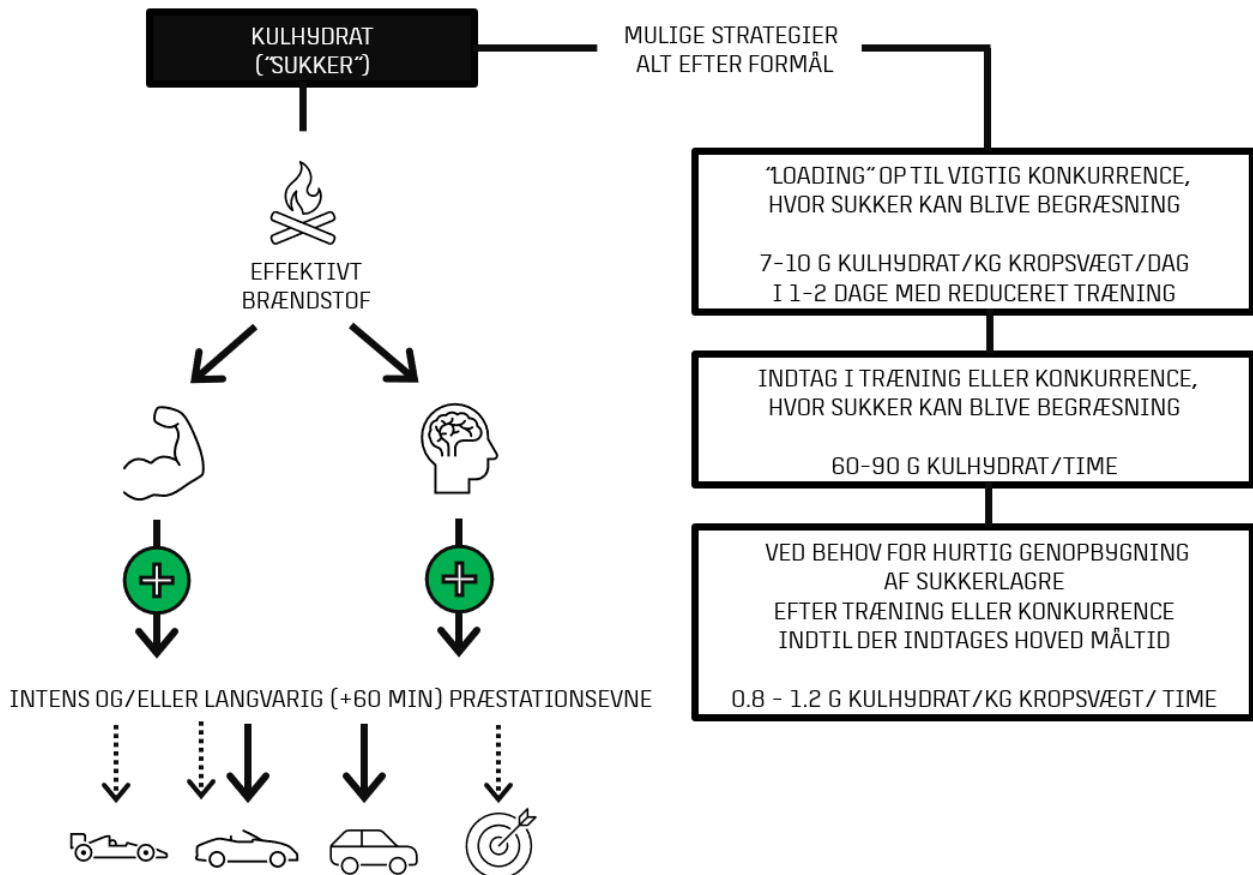 KULHYDRAT
("SUKKER")
MULIGE STRATEGIER
ALT EFTER FORMÅL
EFFEKTIVT
BRÆNDSTOF
INTENS OG/ELLER LANGVARIG (+60 MIN) PRÆSTATIONSEVNE
"LOADING" OP TIL VIGTIG KONKURRENCE,
HVOR SUKKER KAN BLIVE BEGRÆSNING
7-10 G KULHYDRAT/KG KROPSVÆGT/DAG
I 1-2 DAGE MED REDUCERET TRÆNING
INDTAG I TRÆNING ELLER KONKURRENCE,
HVOR SUKKER KAN BLIVE BEGRÆSNING
60-90 G KULHYDRAT/TIME
VED BEHOV FOR HURTIG GENOPBYGNING
AF SUKKERLAGRE
EFTER TRÆNING ELLER KONKURRENCE
INDTIL DER INDTAGES HOVED MÅLTID
0.8 - 1.2 G KULHYDRAT/KG KROPSVÆGT/ TIME